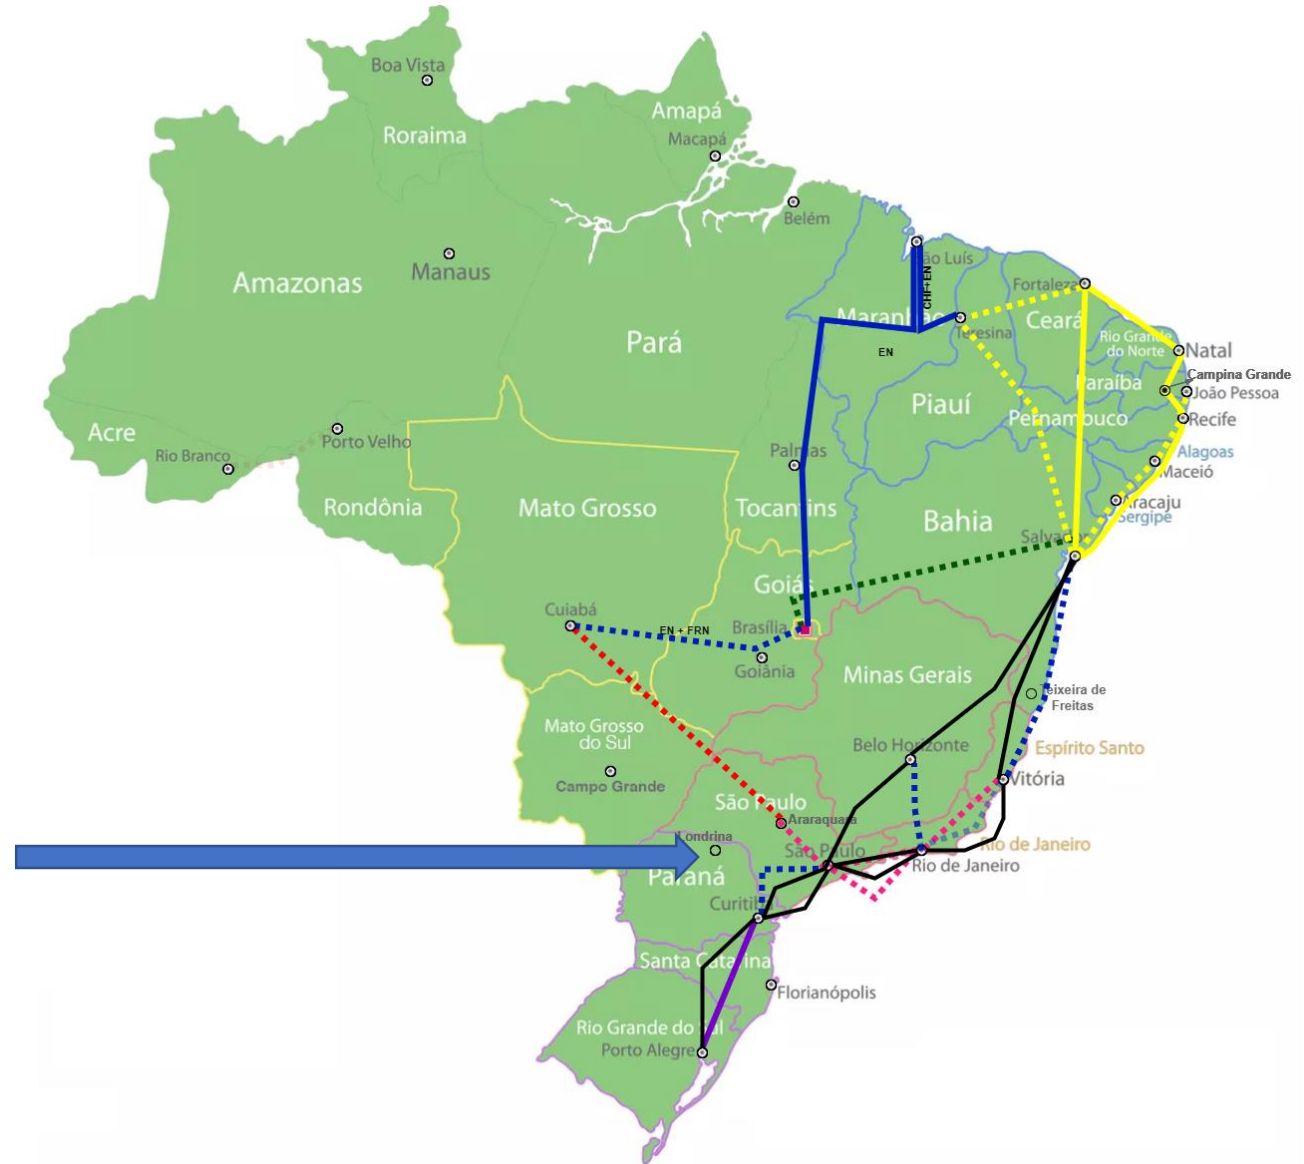 Boa Vista
Roraima
Amapá
Macapá
Belém
Manaus
Amazonas
Pará
São Luís
CHF+EN
Maranhão
EN
Teresina
Fortaleza
Ceará
Rio Grande
do Norte
Natal
Campina Grande
Paraíba
João Pessoa
Piauí
Pernambuco
Recife
Alagoas
Maceió
Aracaju
Sergipe
Acre
Rio Branco
Porto Velho
Rondônia
Mato Grosso
Palmas
Tocantins
Bahia
Salvador
Goiás
Cuiabá
EN + FRN
Brasília
Goiânia
Minas Gerais
Teixeira de
Freitas
Mato Grosso
do Sul
Belo Horizonte
Espírito Santo
Vitória
Campo Grande
São Paulo
Araraquara
Londrina
São Paulo
Rio de Janeiro
Rio de Janeiro
Paraná
Curitiba
Santa Catarina
Florianópolis
Rio Grande do Sul
Porto Alegre